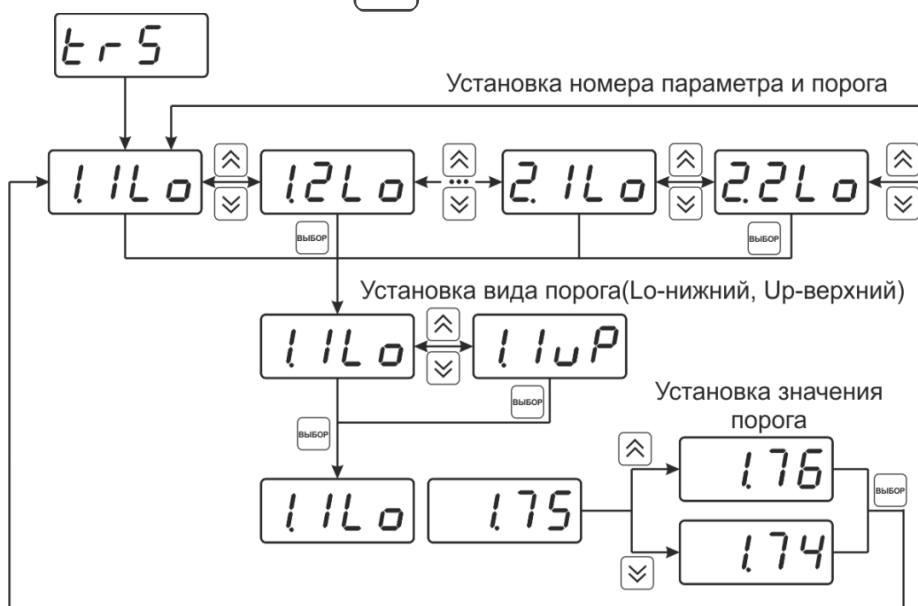 trS
Установка номера параметра и порога
1.1Lo 1.2Lo ... 2.1Lo 2.2Lo
ВЫБОР ВЫБОР
Установка вида порога(Lo-нижний, Up-верхний)
1.1Lo 1.1uP
ВЫБОР
ВЫБОР
Установка значения
порога
1.76
1.1Lo 1.75
ВЫБОР
1.74